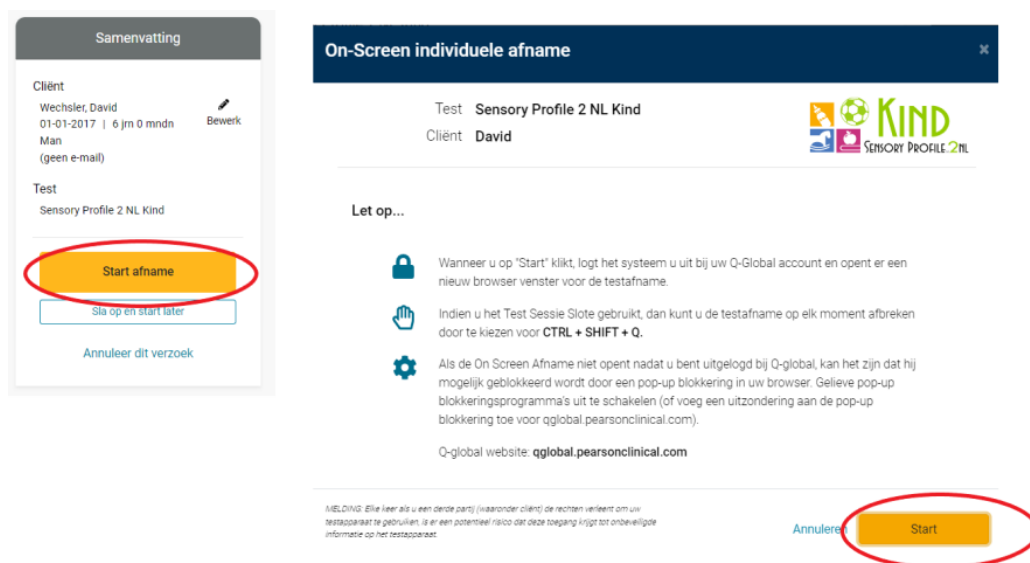 Samenvatting
Cliënt
Wechsler, David
01-01-2017 | 6 jrn 0 mndn
Man
(geen e-mail)
Bewerk
Test
Sensory Profile 2 NL Kind
Start afname
Sla op en start later
Annuleer dit verzoek
On-Screen individuele afname
×
Test Sensory Profile 2 NL Kind
Cliënt David
KIND
SENSORY PROFILE.2NL
Let op...
Wanneer u op "Start" klikt, logt het systeem u uit bij uw Q-Global account en opent er een
nieuw browser venster voor de testafname.
Indien u het Test Sessie Slote gebruikt, dan kunt u de testafname op elk moment afbreken
door te kiezen voor CTRL + SHIFT + Q.
Als de On Screen Afname niet opent nadat u bent uitgelogd bij Q-global, kan het zijn dat hij
mogelijk geblokkeerd wordt door een pop-up blokkering in uw browser. Gelieve pop-up
blokkeringsprogramma's uit te schakelen (of voeg een uitzondering aan de pop-up
blokkering toe voor qglobal.pearsonclinical.com).
Q-global website: qglobal.pearsonclinical.com
MELDING: Elke keer als u een derde partij (waaronder cliënt) de rechten verleent om uw
testapparaat te gebruiken, is er een potentieel risico dat deze toegang krijgt tot onbeveiligde
informatie op het testapparaat.
Annuleren
Start